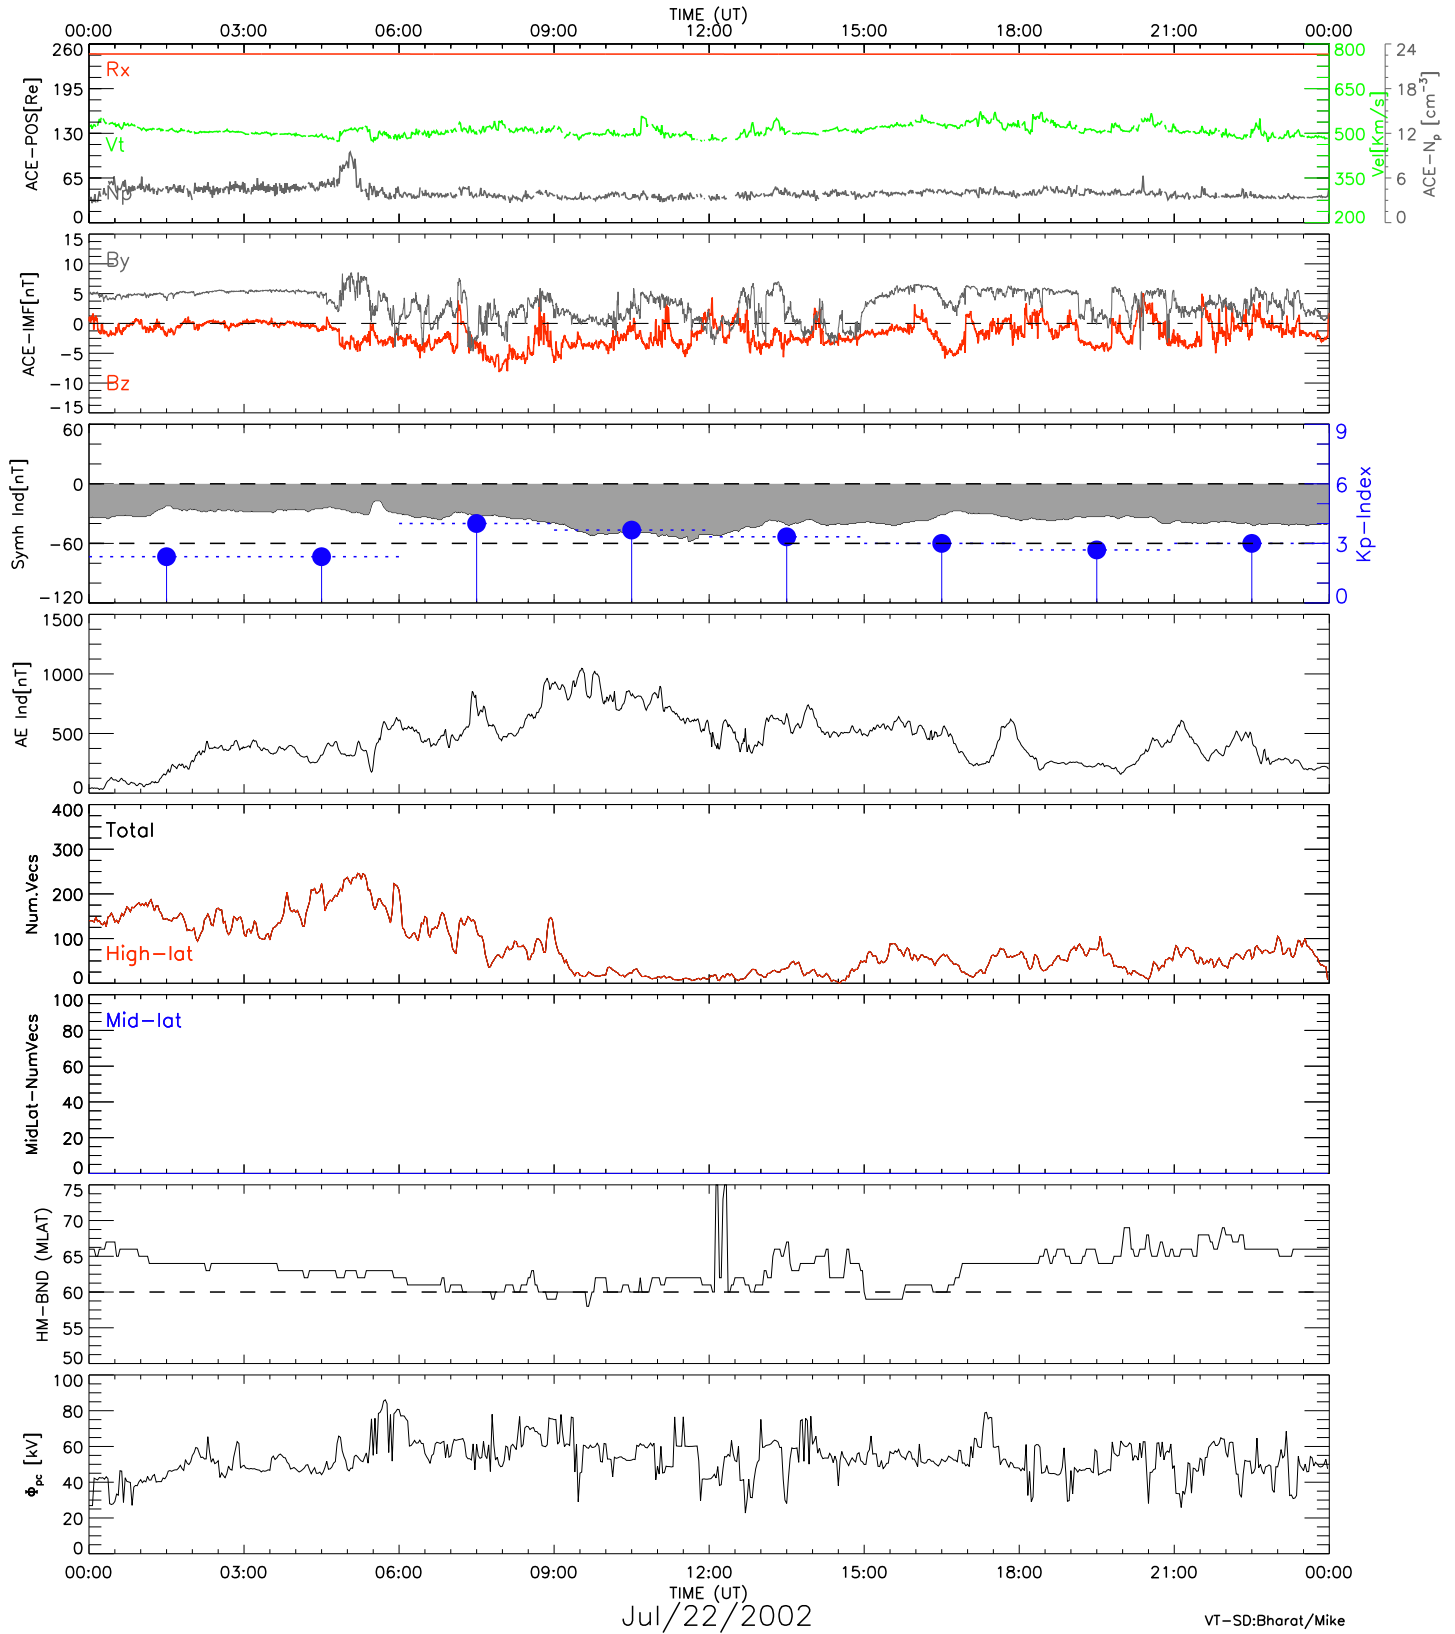 TIME (UT)
00:00 03:00 06:00 09:00 12:00 15:00 18:00 21:00 00:00
260 195 130 65 0
ACE-POS[Re]
Rx
Vt
Np
800 650 500 350 200
Vel[Km/s]
24 18 12 6 0
ACE-Np [cm-3]
15 10 5 0 -5 -10 -15
ACE-IMF[nT]
By
Bz
60 0 -60 -120
Symh Ind[nT]
9 6 3 0
Kp-Index
1500 1000 500 0
AE Ind[nT]
400 300 200 100 0
Num.Vecs
Total
High-lat
100 80 60 40 20 0
MidLat-NumVecs
Mid-lat
75 70 65 60 55 50
HM-BND (MLAT)
100 80 60 40 20 0
Φpc [kV]
00:00 03:00 06:00 09:00 12:00 15:00 18:00 21:00 00:00
TIME (UT)
Jul/22/2002
VT-SD:Bharat/Mike